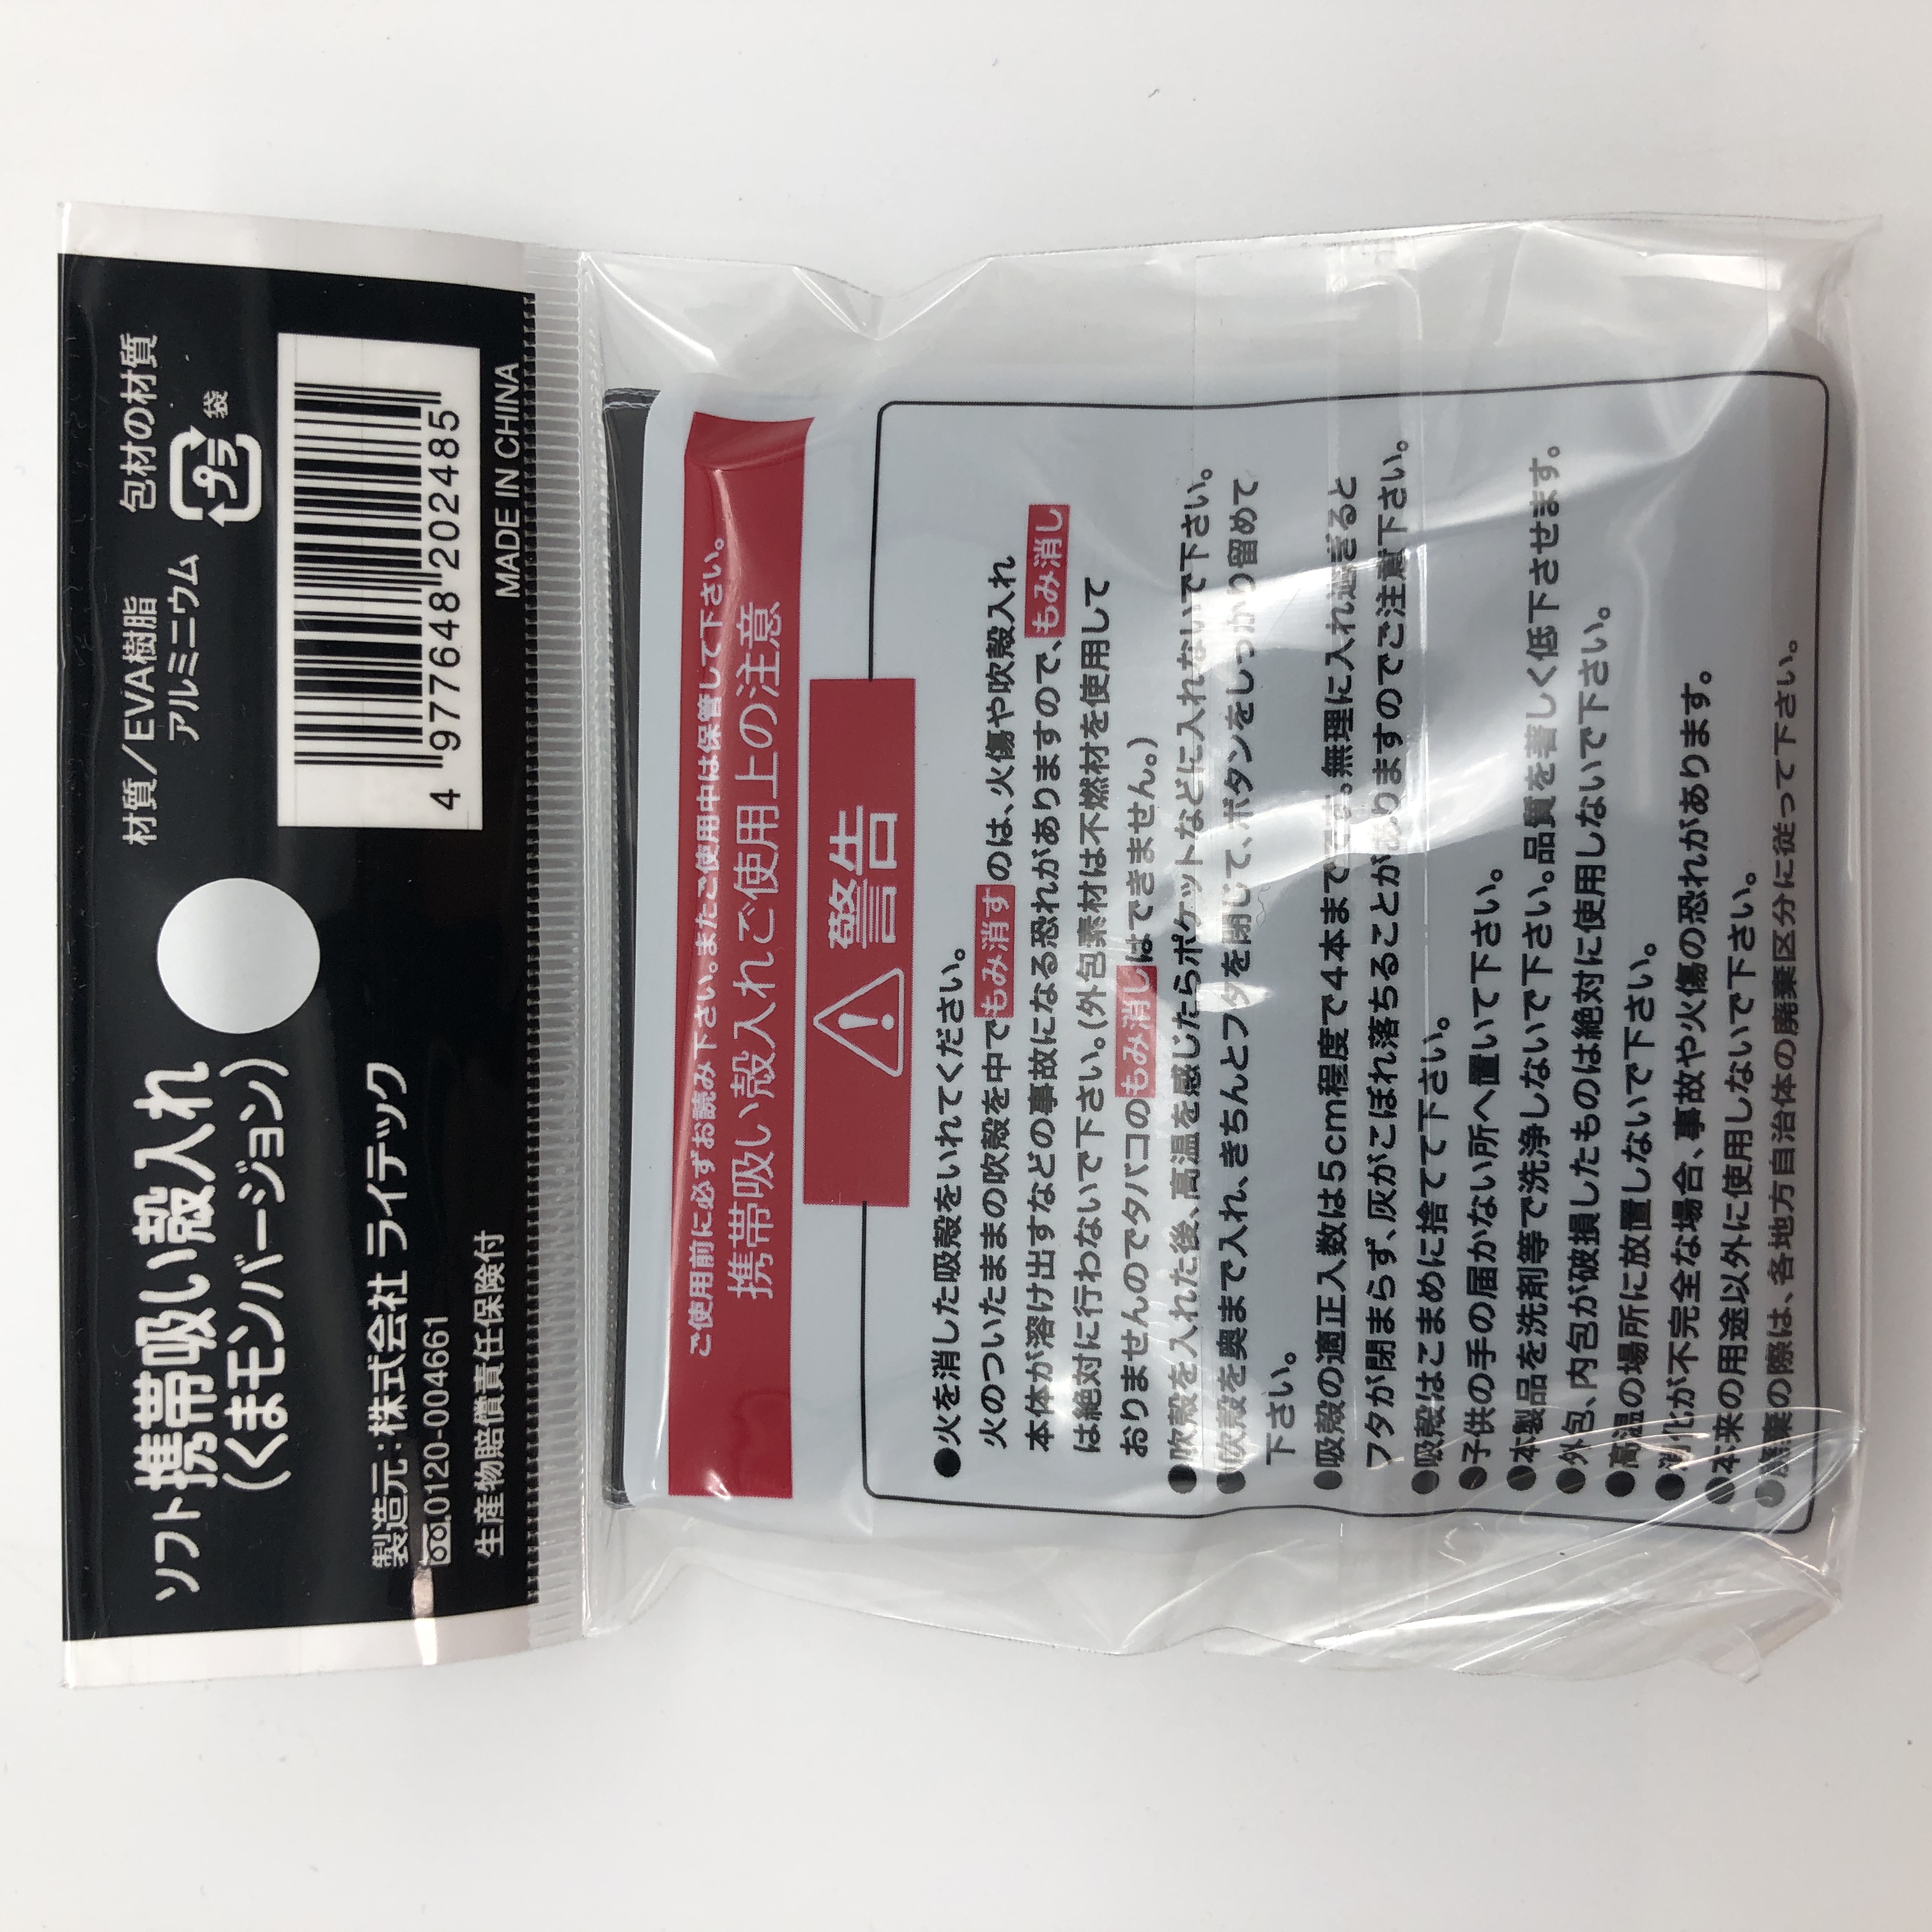 ソフト携帯吸い殻入れ
(くまモンバージョン)
製造元:株式会社 ライテック
0120-004661
生産物賠償責任保険付
材質/EVA樹脂
アルミニウム
包材の材質
プラ
袋
4 977648 202485
MADE IN CHINA
ご使用前に必ずお読み下さい。またご使用中は保管して下さい。
携帯吸い殻入れご使用上の注意
警告
●火を消した吸殻をいれてください。
火のついたままの吹殻を中でもみ消すのは、火傷や吹殻入れ
本体が溶け出すなどの事故になる恐れがありますので、もみ消し
は絶対に行わないで下さい。(外包素材は不燃材を使用して
おりませんのでタバコのもみ消しはできません。)
●吹殻を入れた後、高温を感じたらポケットなどに入れないで下さい。
●吹殻を奥まで入れ、きちんとフタを閉じて、ボタンをしっかり留めて
下さい。
●吸殻の適正入数は5cm程度で4本までです。無理に入れ過ぎると
フタが閉まらず、灰がこぼれ落ちることがありますのでご注意下さい。
●吸殻はこまめに捨てて下さい。
●子供の手の届かない所へ置いて下さい。
●本製品を洗剤等で洗浄しないで下さい。品質を著しく低下させます。
●外包、内包が破損したものは絶対に使用しないで下さい。
●高温の場所に放置しないで下さい。
●消化が不完全な場合、事故や火傷の恐れがあります。
●本来の用途以外に使用しないで下さい。
●廃棄の際は、各地方自治体の廃棄区分に従って下さい。